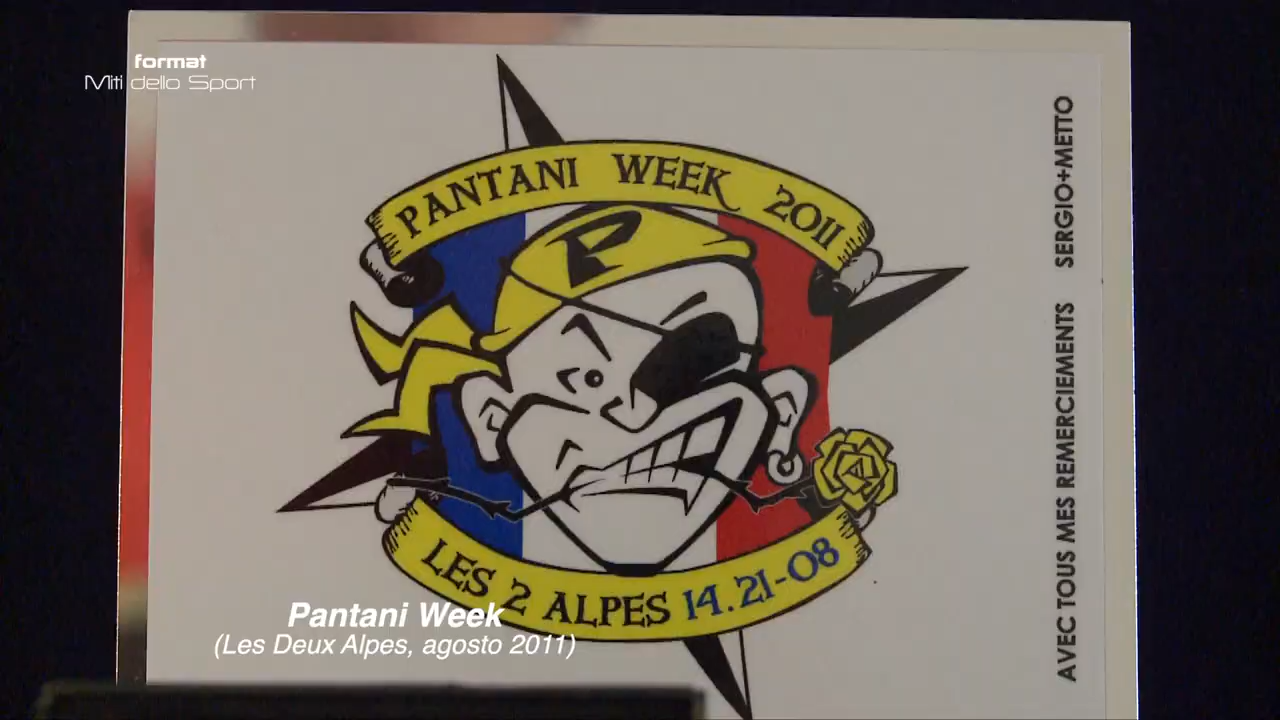 format
Miti dello Sport
PANTANI WEEK 2011
P
LES 2 ALPES 14.21-08
AVEC TOUS MES REMERCIEMENTS SERGIO+METTO
Pantani Week
(Les Deux Alpes, agosto 2011)